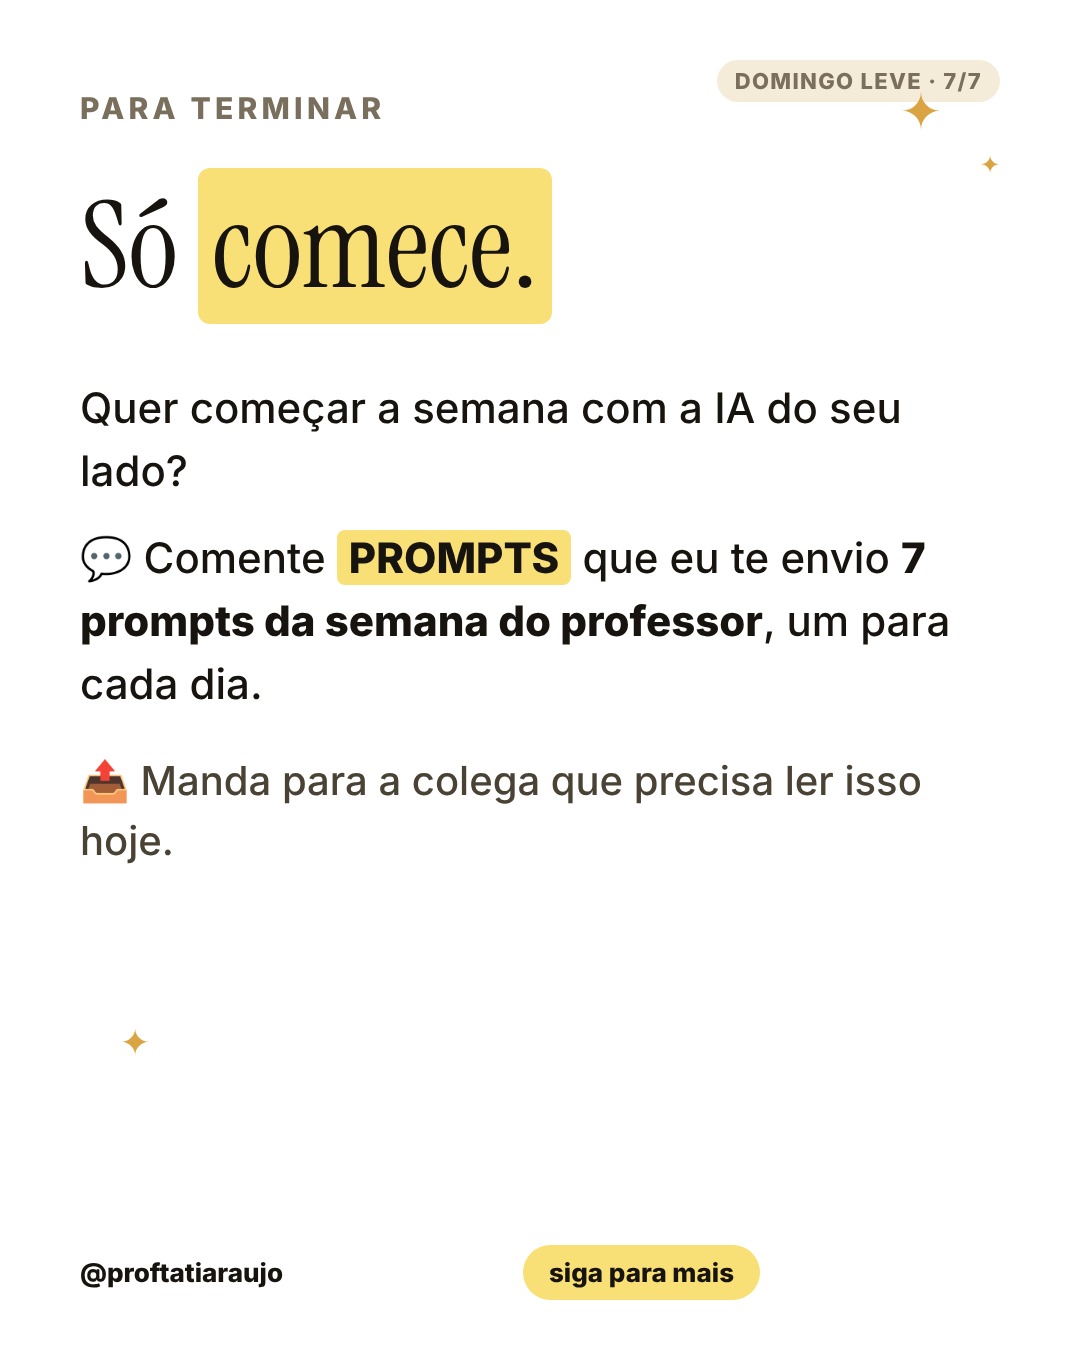 DOMINGO LEVE · 7/7
PARA TERMINAR
Só comece.
Quer começar a semana com a IA do seu
lado?
💬 Comente PROMPTS que eu te envio 7
prompts da semana do professor, um para
cada dia.
📤 Manda para a colega que precisa ler isso
hoje.
@proftatiaraujo
siga para mais